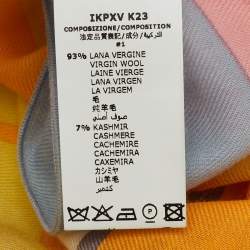 IKPXV K23
COMPOSIZIONE/COMPOSITION/
#1
93% LANA VERGINE
VIRGIN WOOL
LAINE VIERGE
LANA VIRGEN
LA VIRGEM
毛
纯羊毛
صوف أصلي
7% KASHMIR
CASHMERE
CACHEMIRE
CACHEMIRA
CAXEMIRA
カシミヤ
山羊毛
كشمير
P